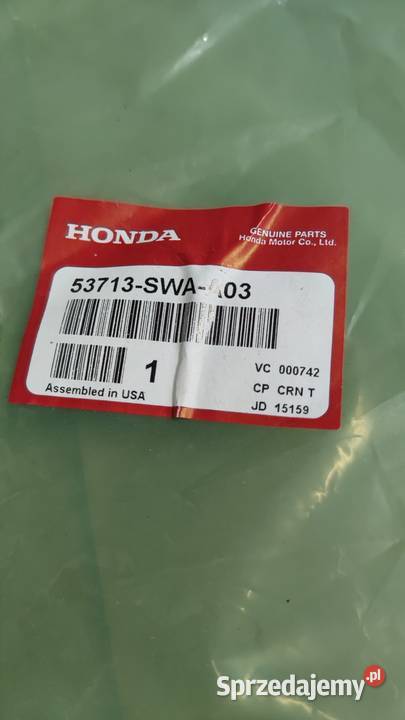 HONDA
GENUINE PARTS
Honda Motor Co., Ltd.
53713-SWA-A03
1
VC 000742
CP CRN T
Assembled in USA
JD 15159
Sprzedajemy.pl